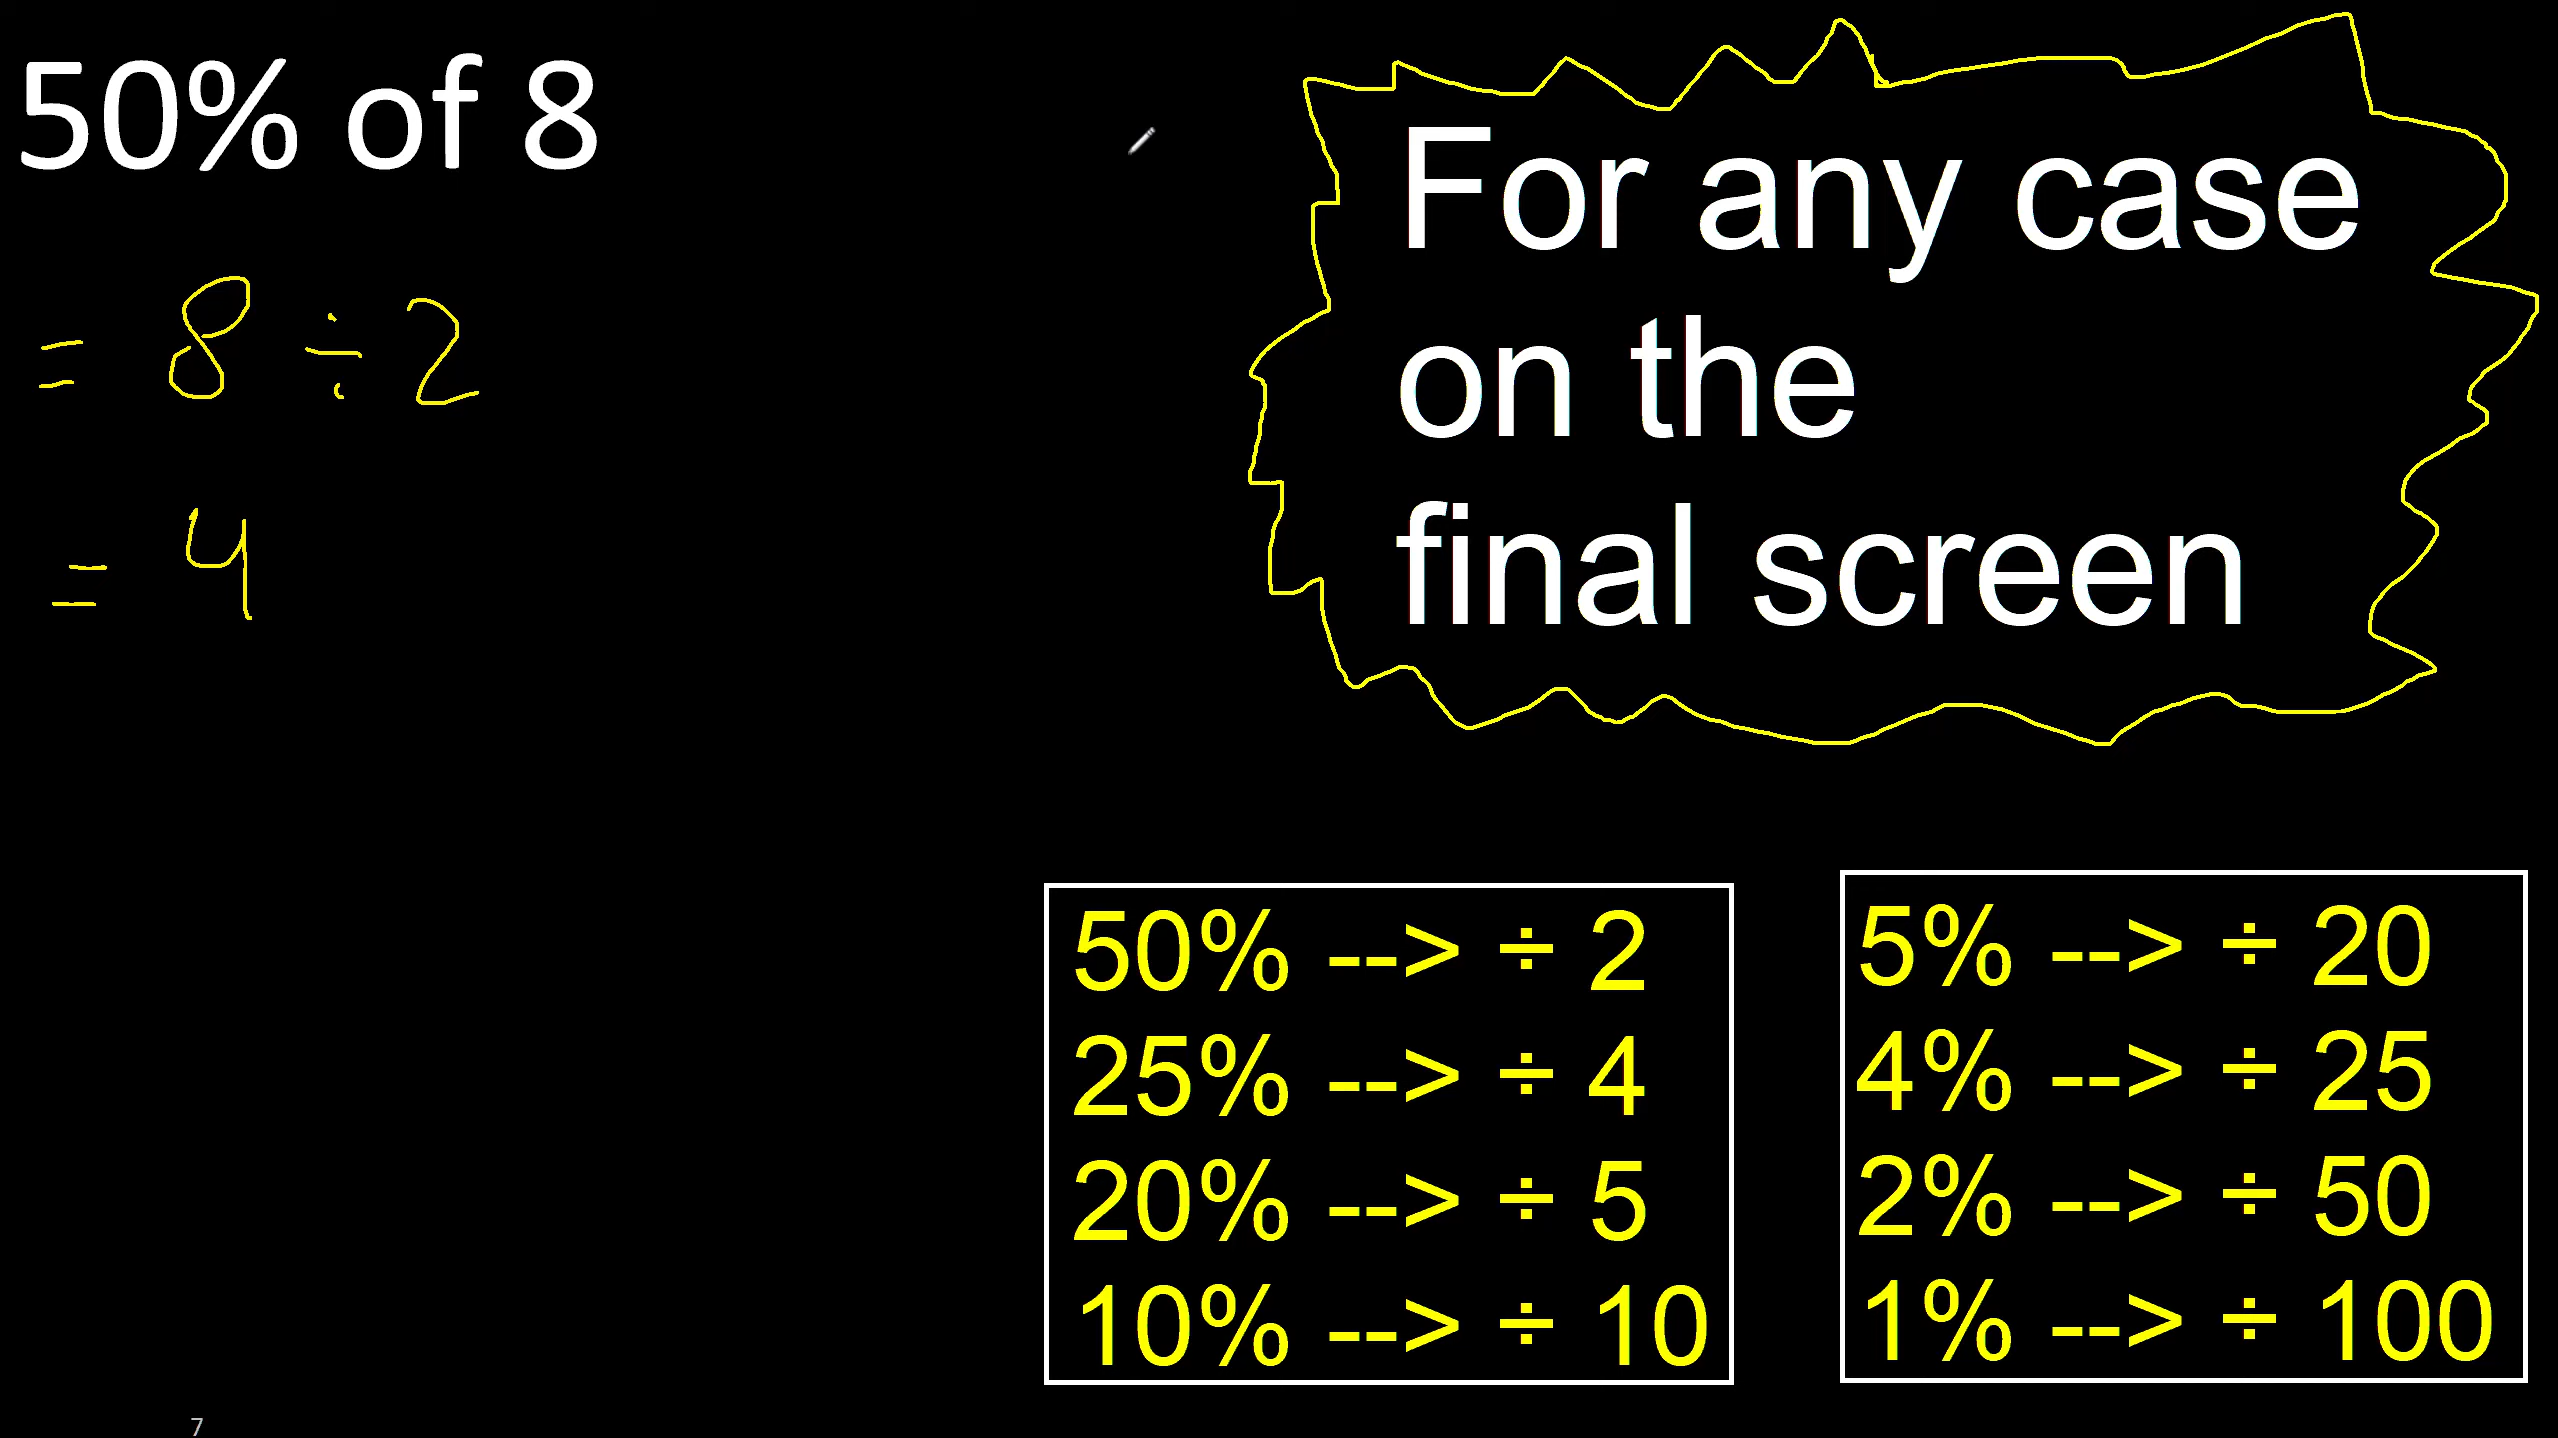 50% of 8
= 8 ÷ 2
= 4
For any case
on the
final screen
50% --> ÷ 2
25% --> ÷ 4
20% --> ÷ 5
10% --> ÷ 10
5% --> ÷ 20
4% --> ÷ 25
2% --> ÷ 50
1% --> ÷ 100
7